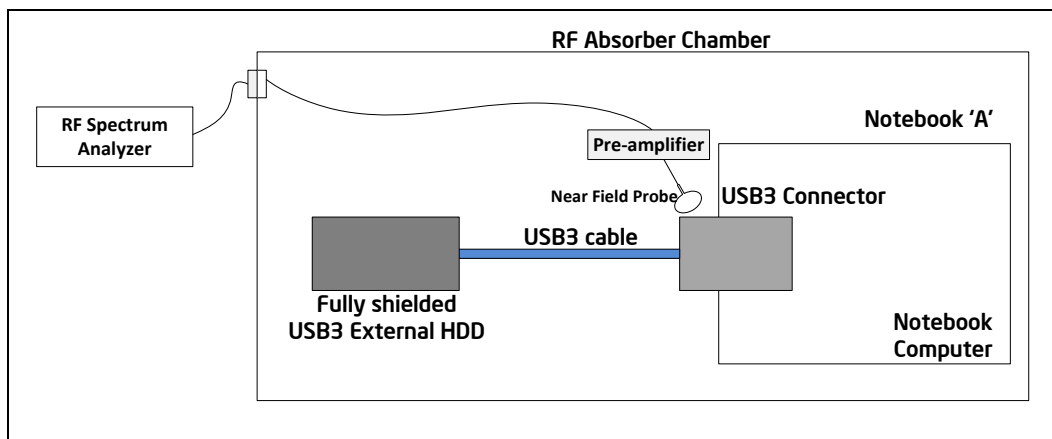 RF Absorber Chamber
RF Spectrum
Analyzer
Notebook ‘A’
Pre-amplifier
Near Field Probe
USB3 Connector
USB3 cable
Fully shielded
USB3 External HDD
Notebook
Computer